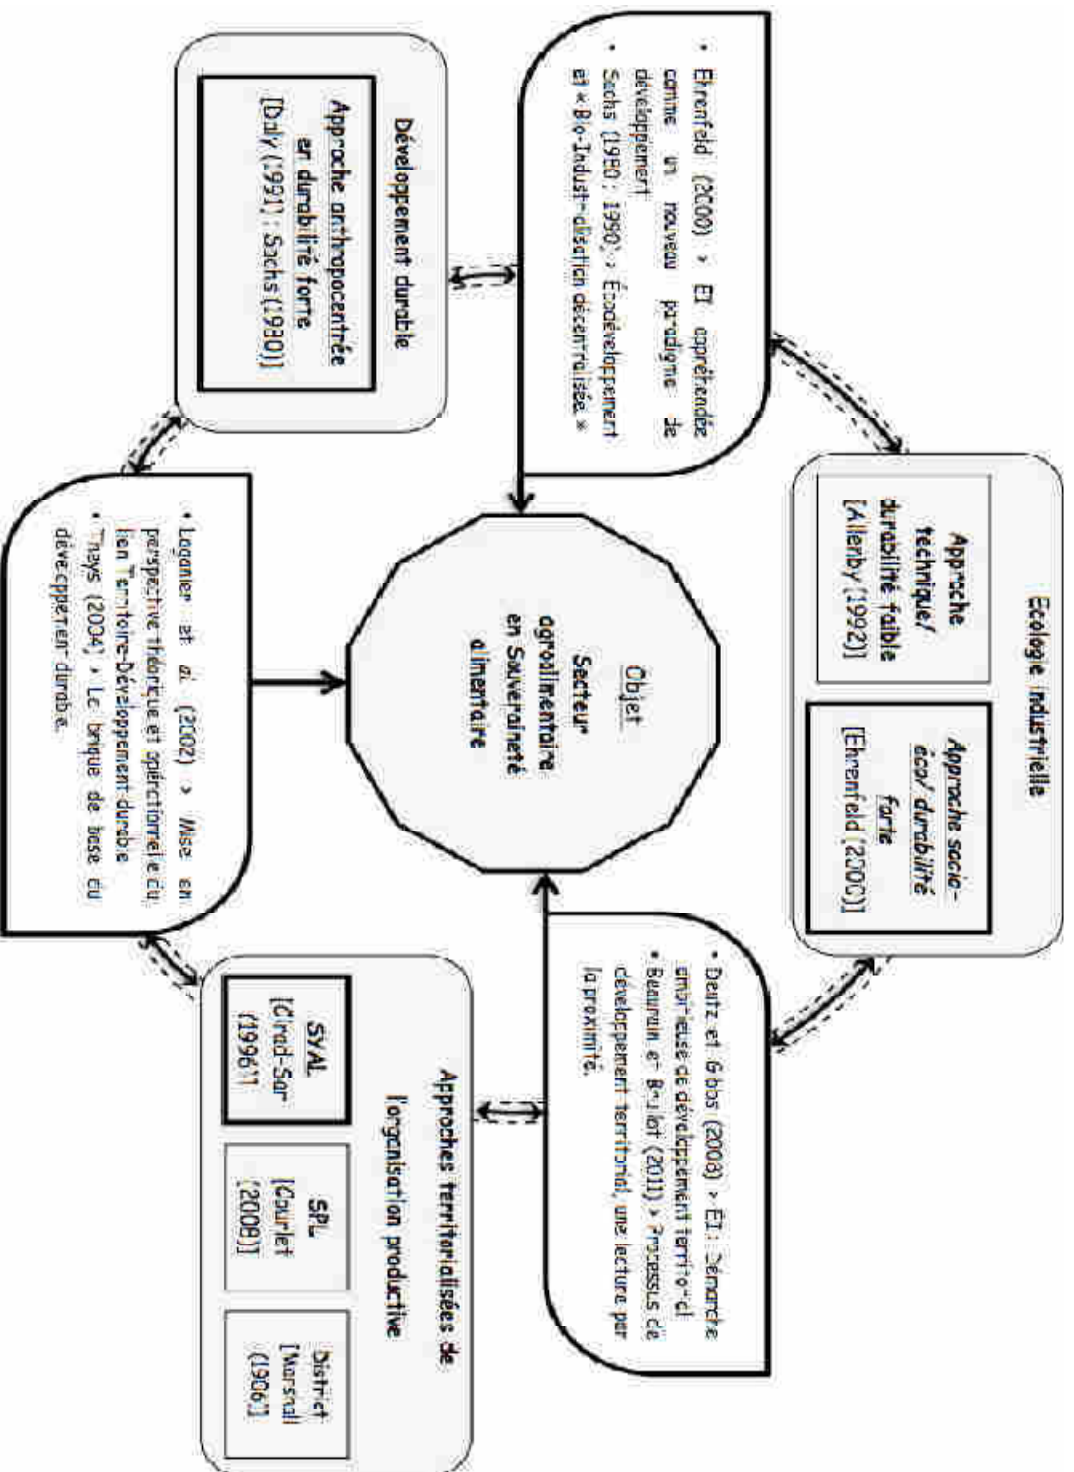 Ecologie industrielle
Approche
technique/
durabilité faible
[Allenby (1992)]
Approche socio-
éco/ durabilité
forte
[Ehrenfeld (2000)]
• Ehrenfeld (2000) > EI appréhendée
comme un nouveau paradigme de
développement
• Sachs (1980 ; 1990) > Écodéveloppement
et « Bio-Industrialisation décentralisée »
• Deutz et Gibbs (2008) > EI : Démarche
ambitieuse de développement territorial
• Beaurain et Brullot (2011) > Processus de
développement territorial, une lecture par
la proximité.
Objet
Secteur
agroalimentaire
en Souveraineté
alimentaire
Développement durable
Approche anthropocentrée
en durabilité forte
[Daly (1991) ; Sachs (1980)]
Approches territorialisées de
l'organisation productive
SYAL
[Cirad-Sar
(1996)]
SPL
[Courlet
(2008)]
District
[Marshall
(1906)]
• Laganier et al (2002) > Mise en
perspective théorique et opérationnelle du
lien Territoire-Développement durable
• Theys (2004) > La brique de base du
développement durable.